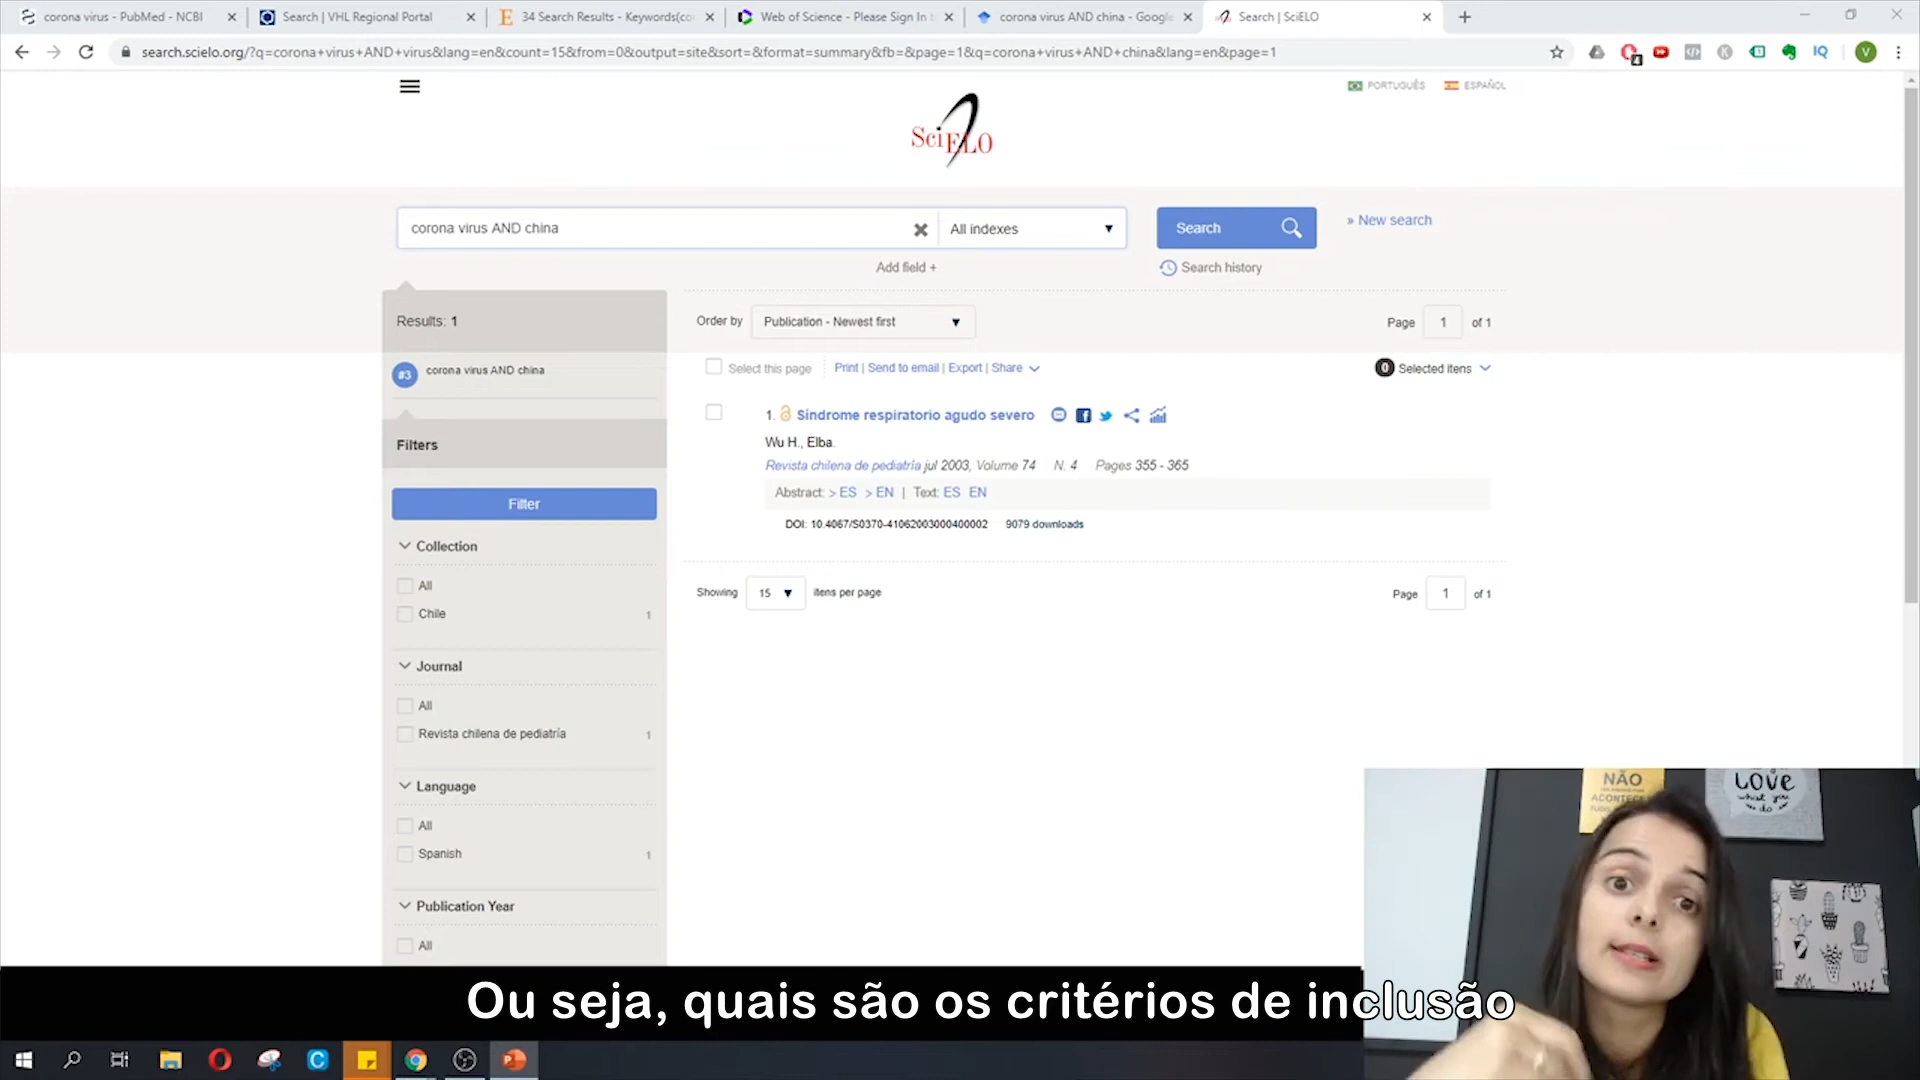 corona virus - PubMed - NCBI
Search | VHL Regional Portal
34 Search Results - Keywords(co
Web of Science - Please Sign In
corona virus AND china - Google
Search | SciELO
search.scielo.org/?q=corona+virus+AND+virus&lang=en&count=15&from=0&output=site&sort=&format=summary&fb=&page=1&q=corona+virus+AND+china&lang=en&page=1
IQ
V
PORTUGUÊS
ESPAÑOL
SciELO
corona virus AND china
All indexes
Search
» New search
Add field +
Search history
Results: 1
Order by
Publication - Newest first
Page 1 of 1
#3 corona virus AND china
Select this page
Print | Send to email | Export | Share
0 Selected itens
1. Síndrome respiratorio agudo severo
Wu H., Elba.
Revista chilena de pediatría jul 2003, Volume 74 N. 4 Pages 355 - 365
Abstract: > ES > EN | Text: ES EN
DOI: 10.4067/S0370-41062003000400002 9079 downloads
Filters
Filter
Collection
All
Chile 1
Showing 15 itens per page
Page 1 of 1
Journal
All
Revista chilena de pediatría 1
Language
All
Spanish 1
Publication Year
All
NÃO
ACONTECE
LOVE
what you
do
Ou seja, quais são os critérios de inclusão